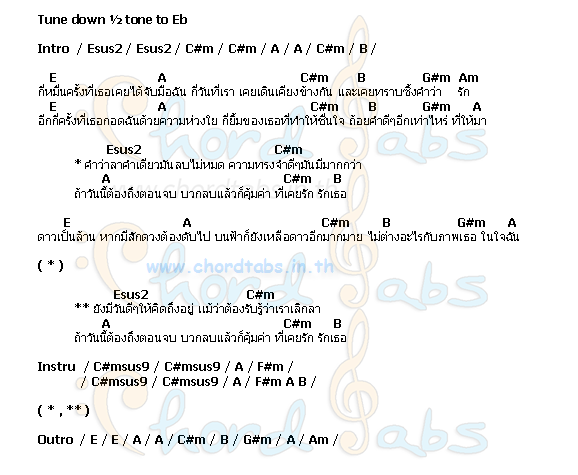 Tune down ½ tone to Eb
Intro / Esus2 / Esus2 / C#m / C#m / A / A / C#m / B /
E A C#m B G#m Am
กี่หมื่นครั้งที่เธอเคยได้จับมือฉัน กี่วันที่เรา เคยเดินเคียงข้างกัน และเคยทราบซึ้งคำว่า รัก
E A C#m B G#m A
อีกกี่ครั้งที่เธอกอดฉันด้วยความห่วงใย กี่ยิ้มของเธอที่ทำให้ชื่นใจ ถ้อยคำดีๆอีกเท่าไหร่ ที่ให้มา
Esus2 C#m
* คำว่าลาคำเดียวมันลบไม่หมด ความทรงจำดีๆมันมีมากกว่า
A C#m B
ถ้าวันนี้ต้องถึงตอนจบ บวกลบแล้วก็คุ้มค่า ที่เคยรัก รักเธอ
E A C#m B G#m A
ดาวเป็นล้าน หากมีสักดวงต้องดับไป บนฟ้าก็ยังเหลือดาวอีกมากมาย ไม่ต่างอะไรกับภาพเธอ ในใจฉัน
( * )
www.chordtabs.in.th
Esus2 C#m
** ยังมีวันดีๆให้คิดถึงอยู่ แม้ว่าต้องรับรู้ว่าเราเลิกลา
A C#m B
ถ้าวันนี้ต้องถึงตอนจบ บวกลบแล้วก็คุ้มค่า ที่เคยรัก รักเธอ
Instru / C#msus9 / C#msus9 / A / F#m /
/ C#msus9 / C#msus9 / A / F#m A B /
( * , ** )
Outro / E / E / A / A / C#m / B / G#m / A / Am /